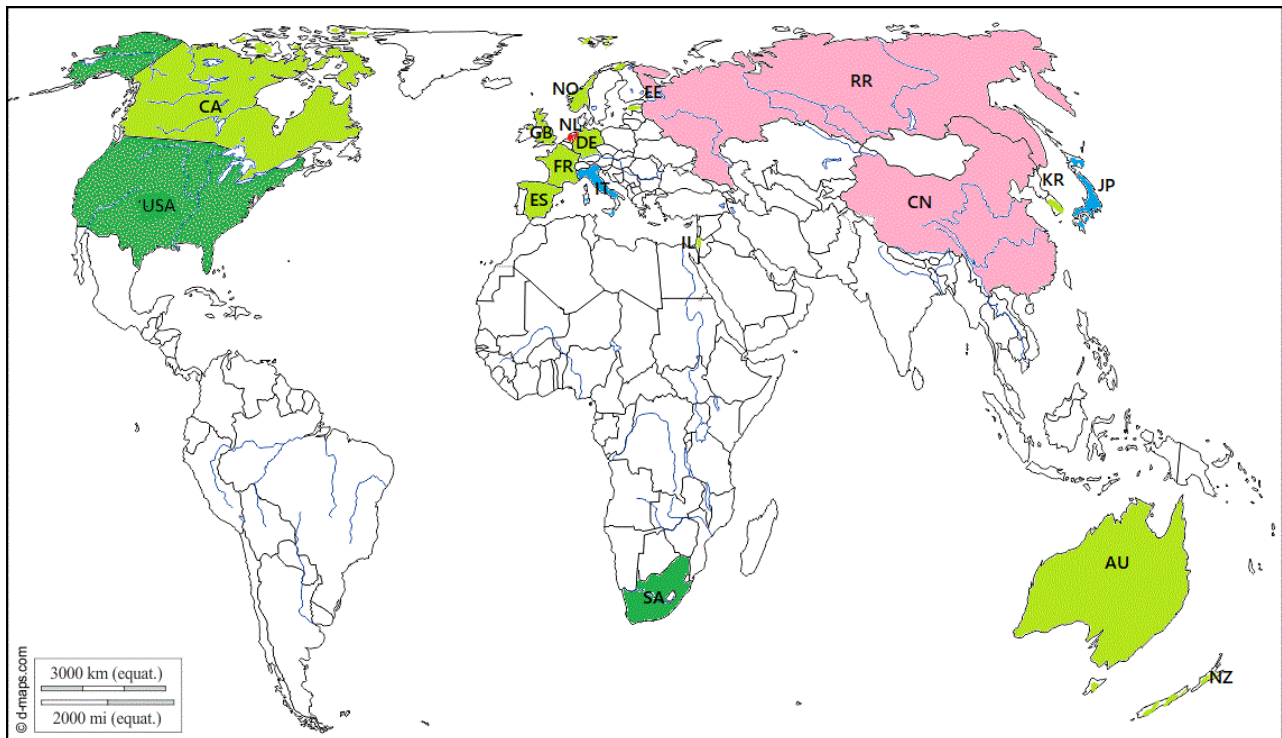 CA
USA
NO
EE
NL
GB
DE
FR
IT
ES
IL
RR
CN
KR
JP
SA
AU
NZ
3000 km (equat.)
2000 mi (equat.)
© d-maps.com